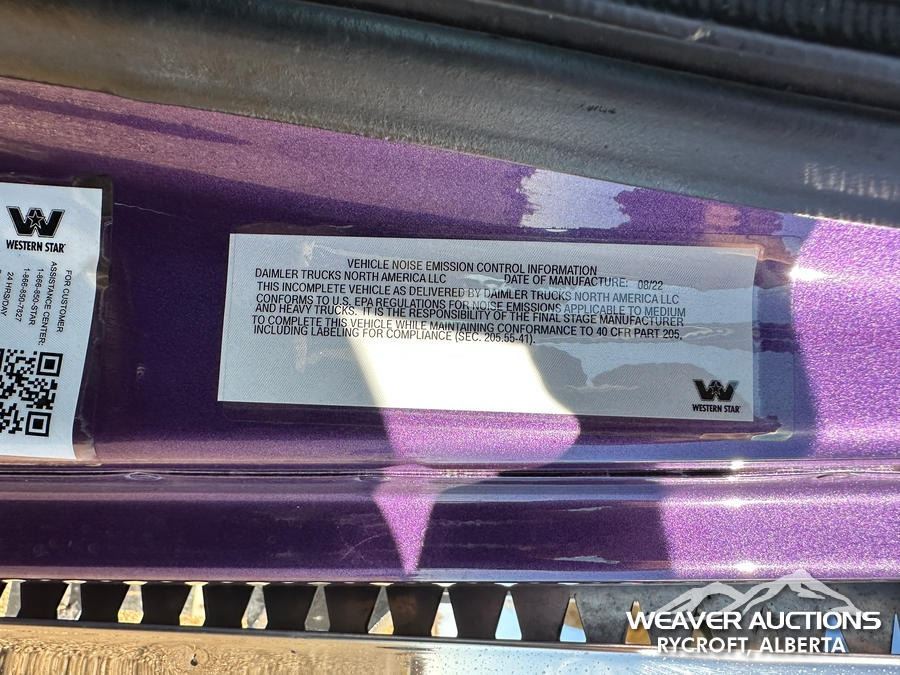 WESTERN STAR
FOR CUSTOMER
ASSISTANCE CENTER:
1-866-850-STAR
1-866-850-7827
24 HRS/DAY
VEHICLE NOISE EMISSION CONTROL INFORMATION
DAIMLER TRUCKS NORTH AMERICA LLC DATE OF MANUFACTURE: 08/22
THIS INCOMPLETE VEHICLE AS DELIVERED BY DAIMLER TRUCKS NORTH AMERICA LLC
CONFORMS TO U.S. EPA REGULATIONS FOR NOISE EMISSIONS APPLICABLE TO MEDIUM
AND HEAVY TRUCKS. IT IS THE RESPONSIBILITY OF THE FINAL STAGE MANUFACTURER
TO COMPLETE THIS VEHICLE WHILE MAINTAINING CONFORMANCE TO 40 CFR PART 205,
INCLUDING LABELING FOR COMPLIANCE (SEC. 205.55-41).
WESTERN STAR
WEAVER AUCTIONS
RYCROFT, ALBERTA